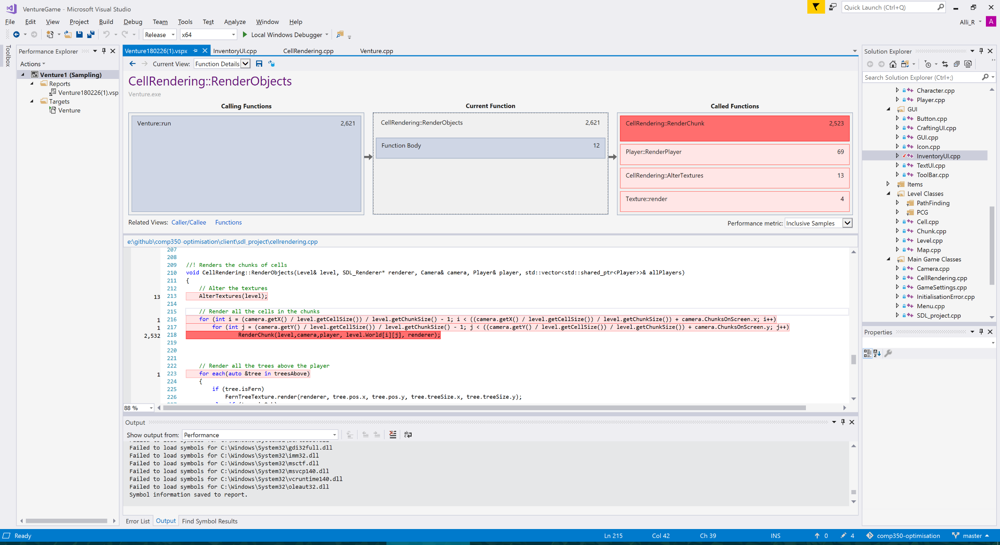 VentureGame - Microsoft Visual Studio
Quick Launch (Ctrl+Q)
File Edit View Project Build Debug Team Tools Test Analyze Window Help
Alli_R A
Release x64 Local Windows Debugger
Toolbox
Performance Explorer
Actions
Venture1 (Sampling)
Reports
Venture180226(1).vsp
Targets
Venture
Venture180226(1).vspx InventoryUI.cpp CellRendering.cpp Venture.cpp
Current View: Function Details
CellRendering::RenderObjects
Venture.exe
Calling Functions Current Function Called Functions
Venture::run 2,621
CellRendering::RenderObjects 2,621
Function Body 12
CellRendering::RenderChunk 2,523
Player::RenderPlayer 69
CellRendering::AlterTextures 13
Texture::render 4
Related Views: Caller/Callee Functions
Performance metric: Inclusive Samples
e:\github\comp350-optimisation\client\sdl_project\cellrendering.cpp
207
208
209 //! Renders the chunks of cells
210 void CellRendering::RenderObjects(Level& level, SDL_Renderer* renderer, Camera& camera, Player& player, std::vector<std::shared_ptr<Player>>& allPlayers)
211 {
212 // Alter the textures
13 213 AlterTextures(level);
214
215 // Render all the cells in the chunks
1 216 for (int i = (camera.getX() / level.getCellSize()) / level.getChunkSize() - 1; i < ((camera.getX() / level.getCellSize()) / level.getChunkSize()) + camera.ChunksOnScreen.x; i++)
1 217 for (int j = (camera.getY() / level.getCellSize()) / level.getChunkSize() - 1; j < ((camera.getY() / level.getCellSize()) / level.getChunkSize()) + camera.ChunksOnScreen.y; j++)
2,532 218 RenderChunk(level,camera,player, level.World[i][j], renderer);
219
220
221
222 // Render all the trees above the player
1 223 for each(auto &tree in treesAbove)
224 {
225 if (tree.isFern)
226 FernTreeTexture.render(renderer, tree.pos.x, tree.pos.y, tree.treeSize.x, tree.treeSize.y);
88 %
Output
Show output from: Performance
Failed to load symbols for C:\Windows\System32\gdi32full.dll
Failed to load symbols for C:\Windows\System32\imm32.dll
Failed to load symbols for C:\Windows\System32\msctf.dll
Failed to load symbols for C:\Windows\System32\msvcp140.dll
Failed to load symbols for C:\Windows\System32\vcruntime140.dll
Failed to load symbols for C:\Windows\System32\oleaut32.dll
Symbol information saved to report.
Error List Output Find Symbol Results
Solution Explorer
Search Solution Explorer (Ctrl+;)
Character.cpp
Player.cpp
GUI
Button.cpp
CraftingUI.cpp
GUI.cpp
Icon.cpp
InventoryUI.cpp
TextUI.cpp
ToolBar.cpp
Items
Level Classes
PathFinding
PCG
Cell.cpp
Chunk.cpp
Level.cpp
Map.cpp
Main Game Classes
Camera.cpp
CellRendering.cpp
GameSettings.cpp
InitialisationError.cpp
Menu.cpp
SDL_project.cpp
Properties
Ready Ln 215 Col 42 Ch 39 INS 0 4 comp350-optimisation master